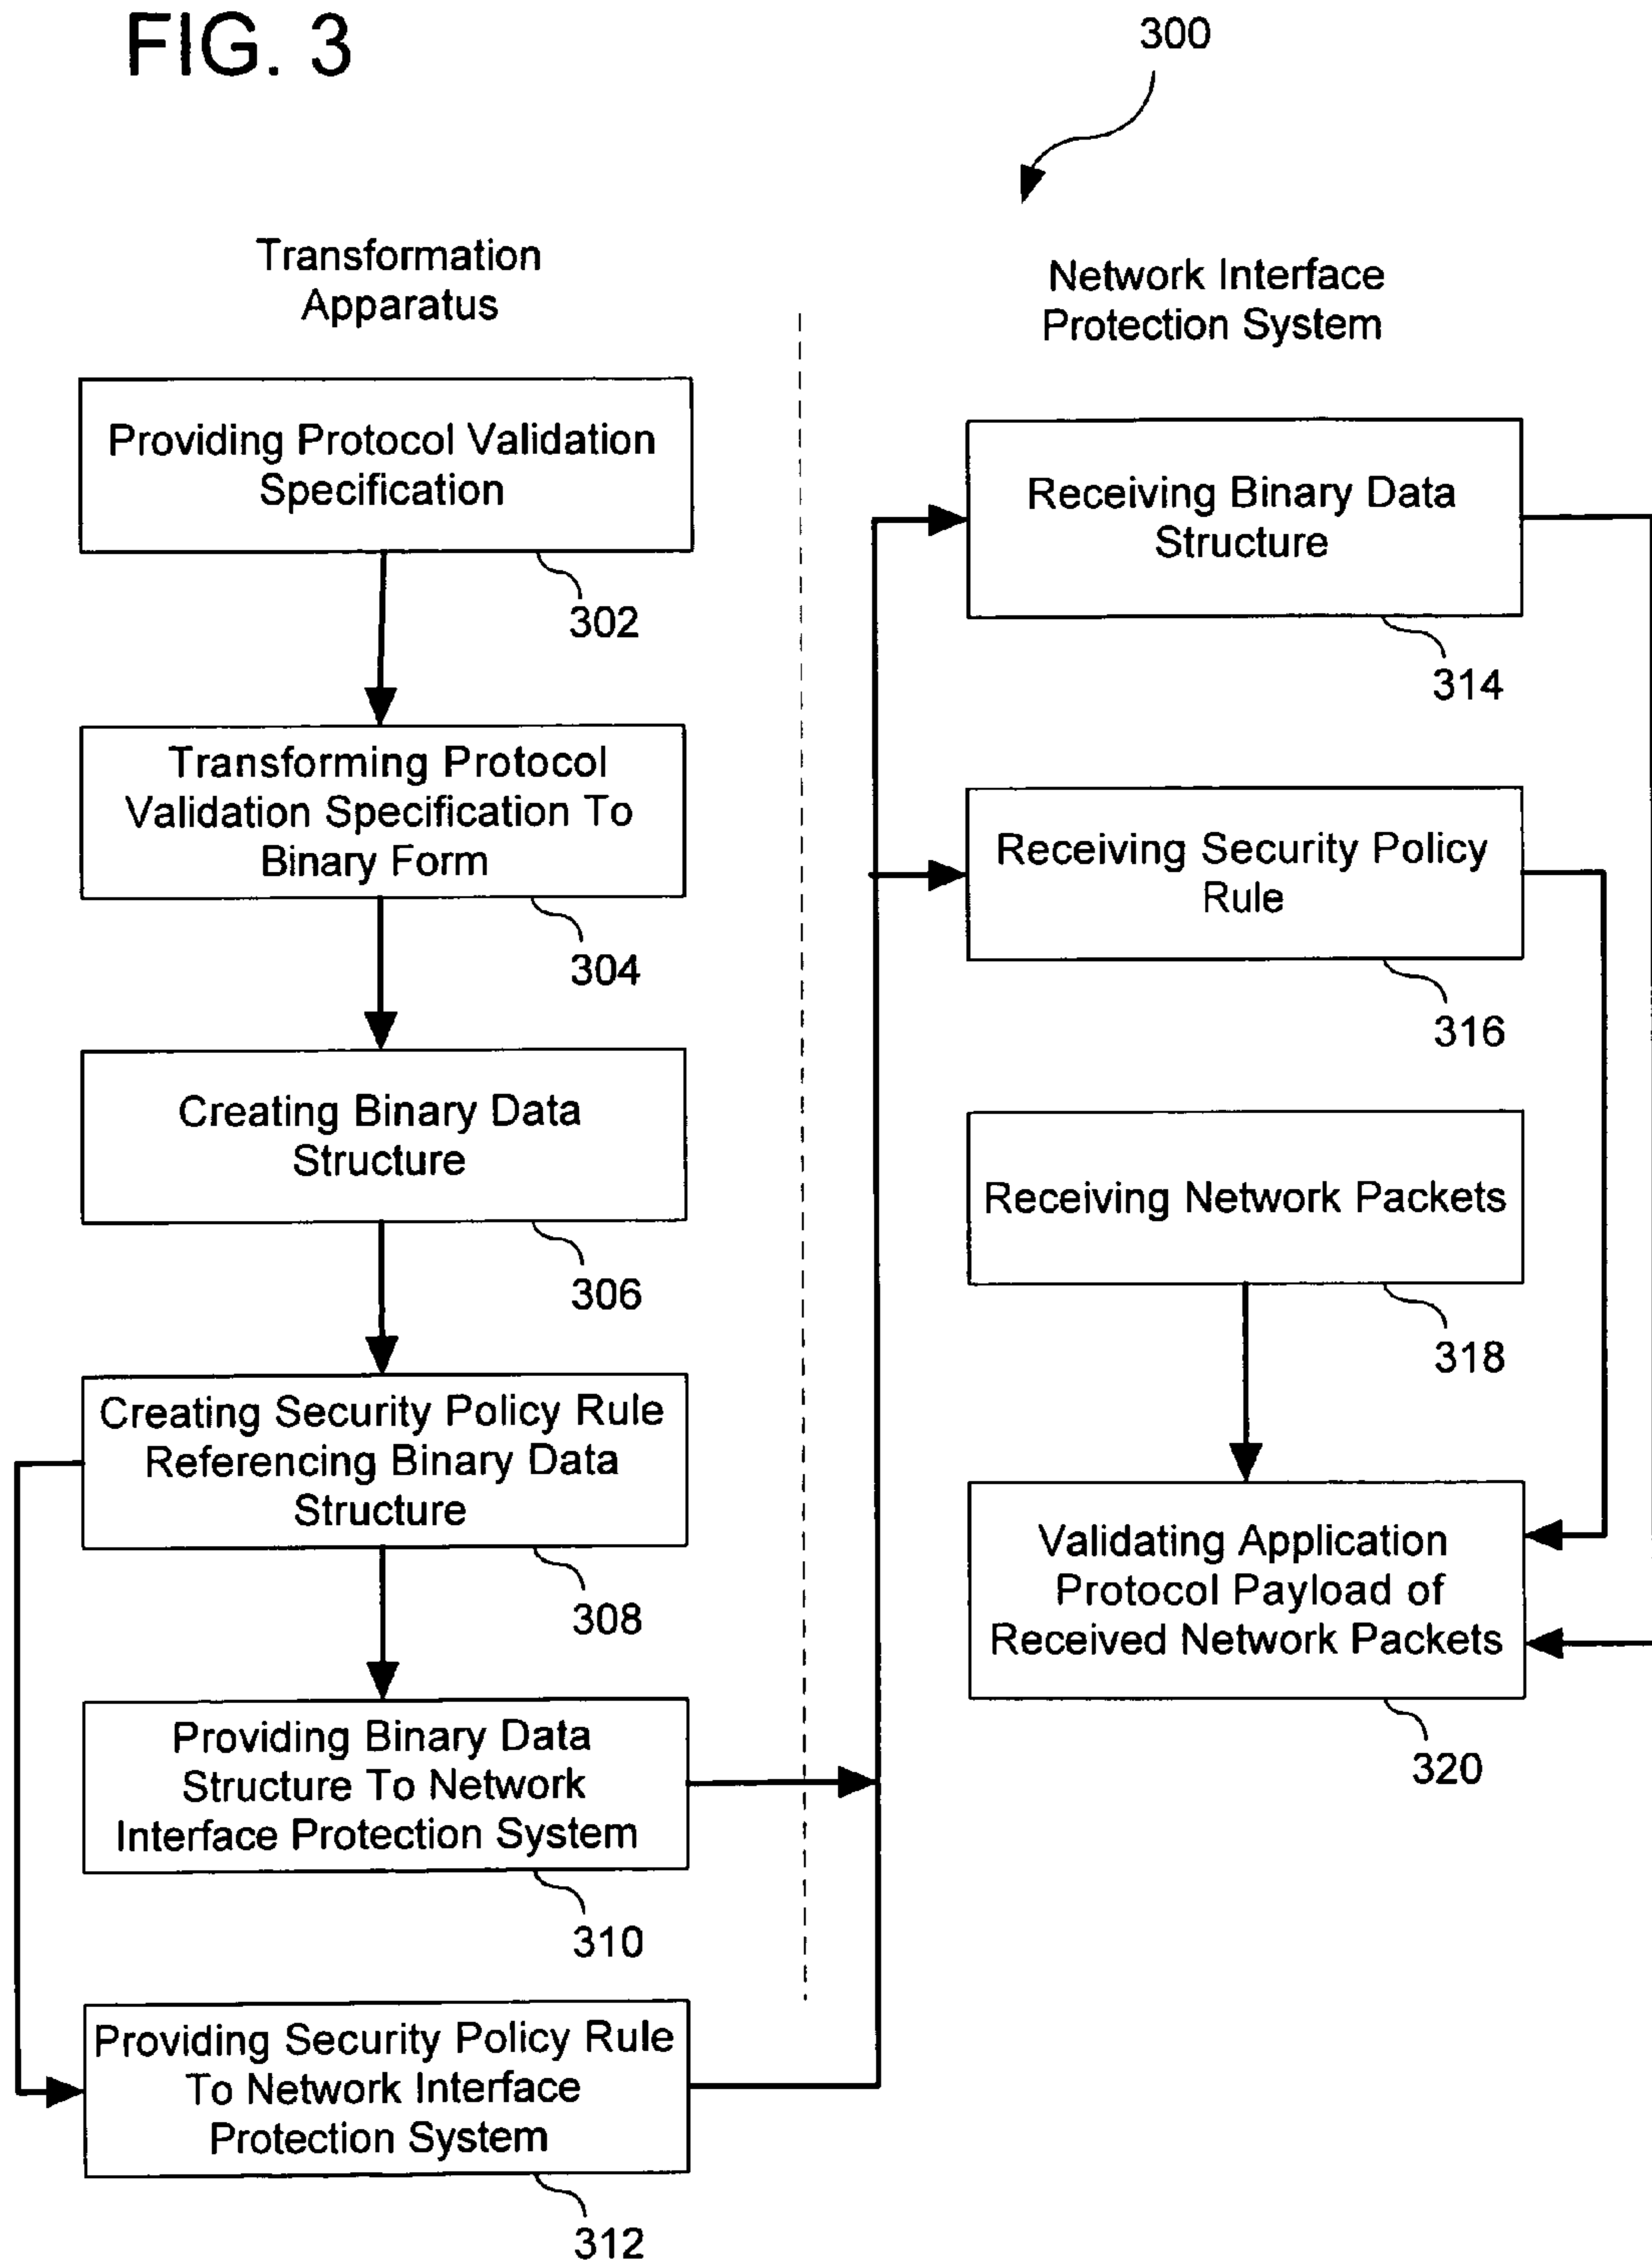 FIG. 3
300
Transformation
Apparatus
Providing Protocol Validation
Specification
302
Transforming Protocol
Validation Specification To
Binary Form
304
Creating Binary Data
Structure
306
Creating Security Policy Rule
Referencing Binary Data
Structure
308
Providing Binary Data
Structure To Network
Interface Protection System
310
Providing Security Policy Rule
To Network Interface
Protection System
312
Network Interface
Protection System
Receiving Binary Data
Structure
314
Receiving Security Policy
Rule
316
Receiving Network Packets
318
Validating Application
Protocol Payload of
Received Network Packets
320